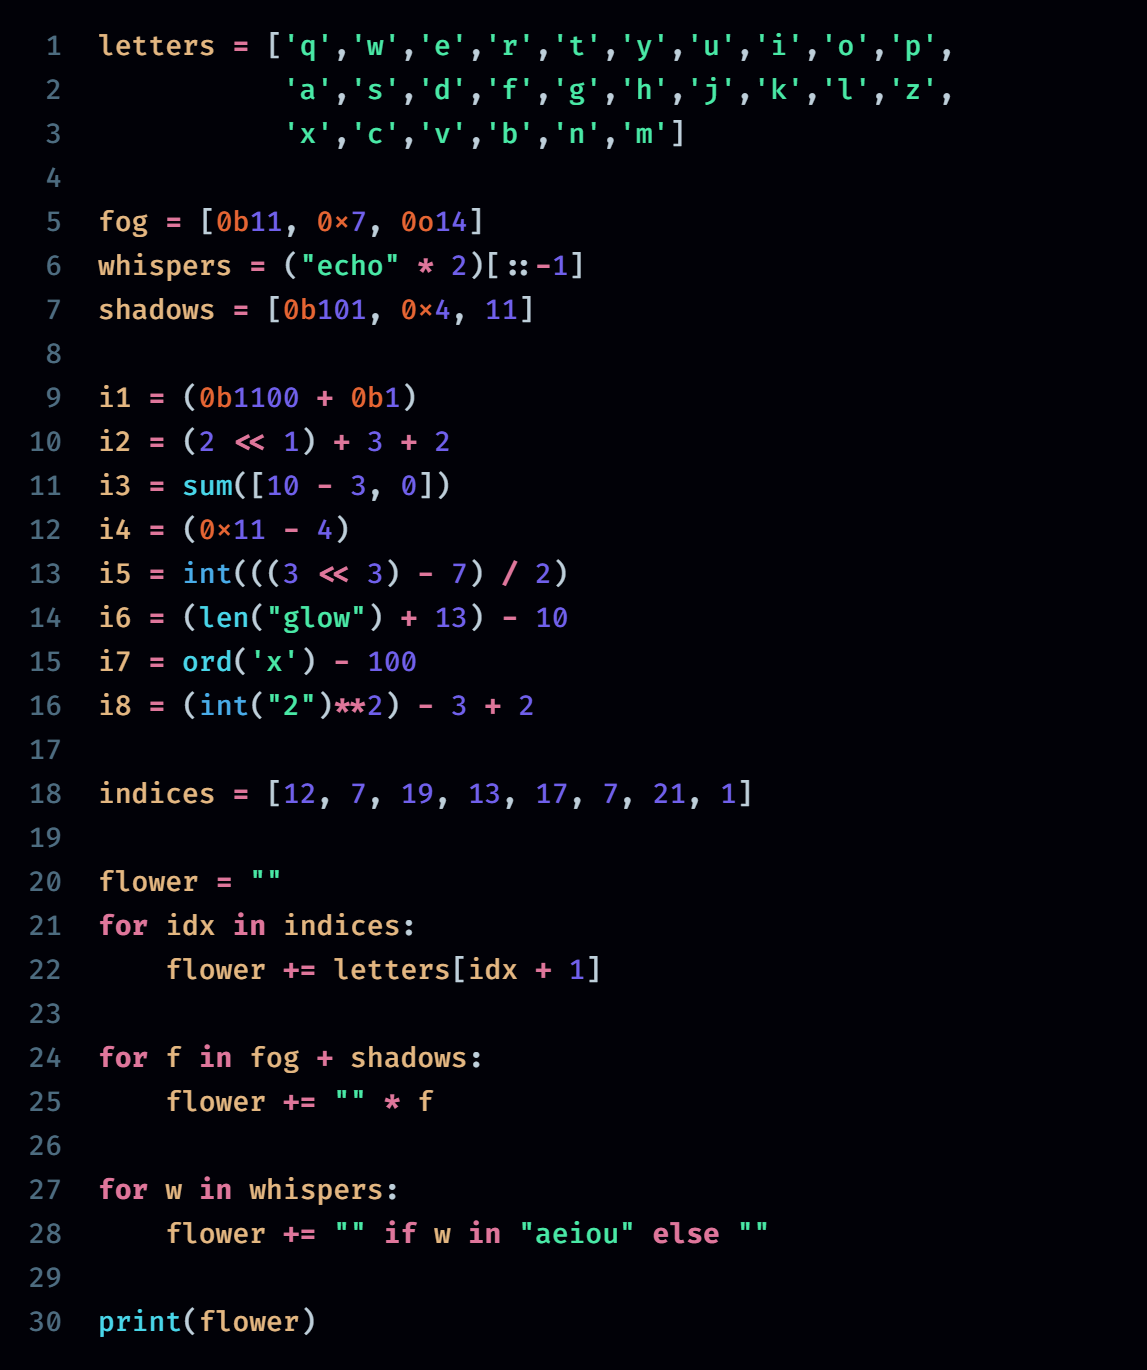 1 letters = ['q','w','e','r','t','y','u','i','o','p',
2 'a','s','d','f','g','h','j','k','l','z',
3 'x','c','v','b','n','m']
4
5 fog = [0b11, 0x7, 0o14]
6 whispers = ("echo" * 2)[::-1]
7 shadows = [0b101, 0x4, 11]
8
9 i1 = (0b1100 + 0b1)
10 i2 = (2 << 1) + 3 + 2
11 i3 = sum([10 - 3, 0])
12 i4 = (0x11 - 4)
13 i5 = int(((3 << 3) - 7) / 2)
14 i6 = (len("glow") + 13) - 10
15 i7 = ord('x') - 100
16 i8 = (int("2")**2) - 3 + 2
17
18 indices = [12, 7, 19, 13, 17, 7, 21, 1]
19
20 flower = ""
21 for idx in indices:
22 flower += letters[idx + 1]
23
24 for f in fog + shadows:
25 flower += "" * f
26
27 for w in whispers:
28 flower += "" if w in "aeiou" else ""
29
30 print(flower)